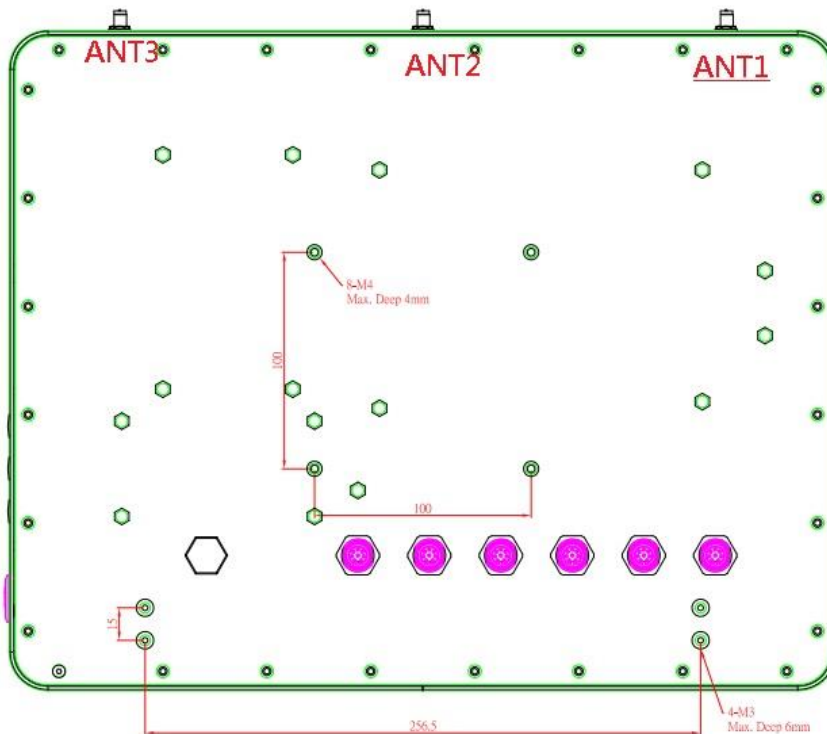 ANT3
ANT2
ANT1
8-M4
Max. Deep 4mm
100
100
15
4-M3
Max. Deep 6mm
256.5